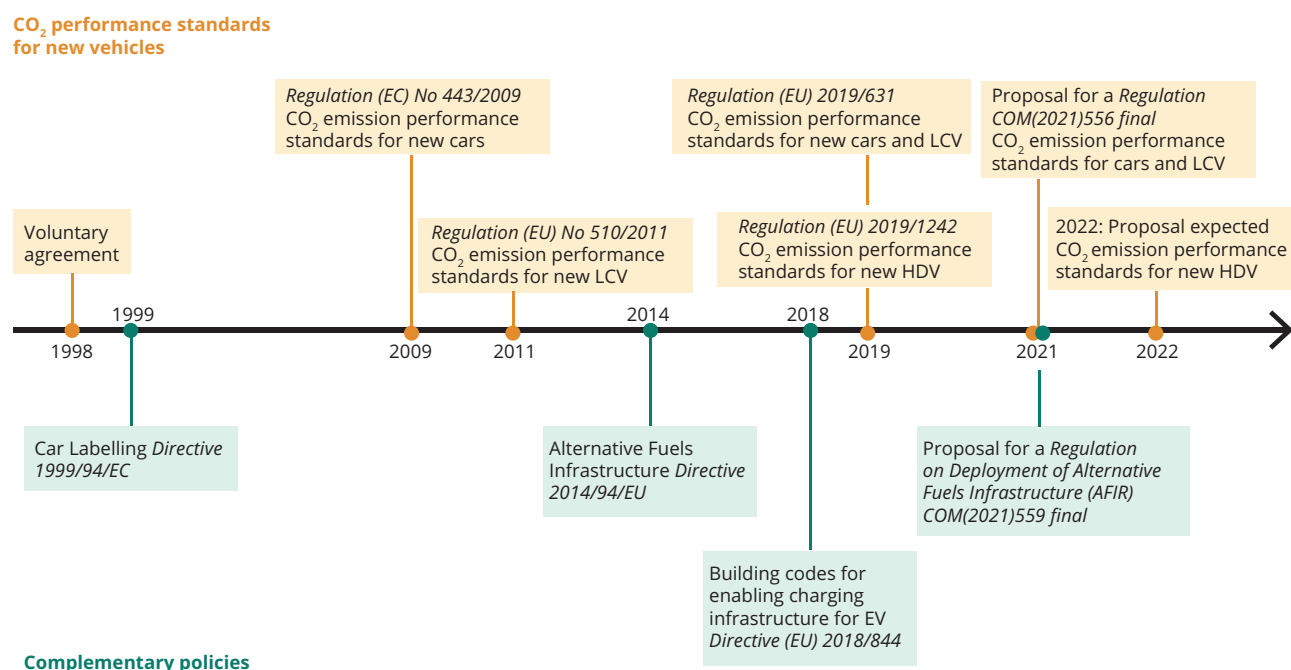 CO₂ performance standards
for new vehicles
Regulation (EC) No 443/2009
CO₂ emission performance
standards for new cars
Regulation (EU) 2019/631
CO₂ emission performance
standards for new cars and LCV
Proposal for a Regulation
COM(2021)556 final
CO₂ emission performance
standards for cars and LCV
Voluntary
agreement
Regulation (EU) No 510/2011
CO₂ emission performance
standards for new LCV
Regulation (EU) 2019/1242
CO₂ emission performance
standards for new HDV
2022: Proposal expected
CO₂ emission performance
standards for new HDV
1999
2014
2018
1998
2009
2011
2019
2021
2022
Car Labelling Directive
1999/94/EC
Alternative Fuels
Infrastructure Directive
2014/94/EU
Proposal for a Regulation
on Deployment of Alternative
Fuels Infrastructure (AFIR)
COM(2021)559 final
Building codes for
enabling charging
infrastructure for EV
Directive (EU) 2018/844
Complementary policies